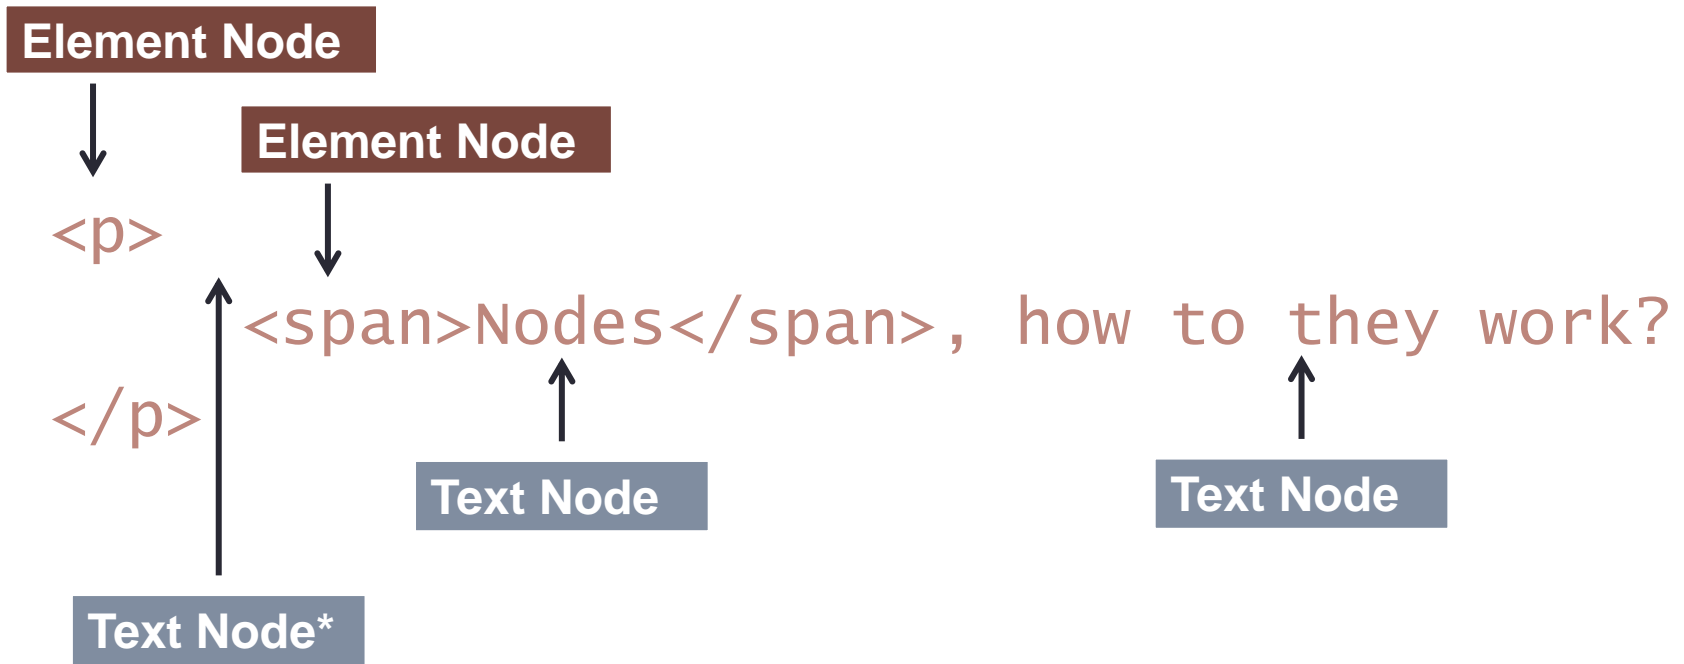 Element Node
Element Node
<p>
<span>Nodes</span>, how to they work?
</p>
Text Node
Text Node
Text Node*